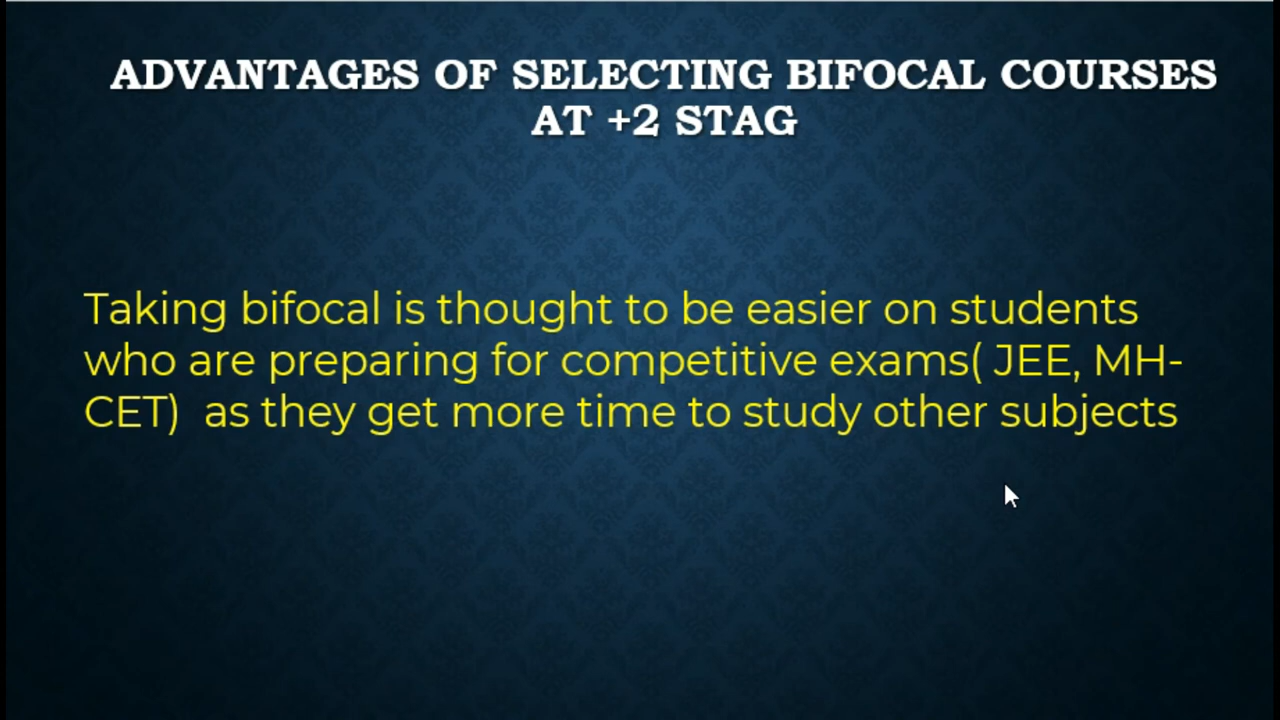 ADVANTAGES OF SELECTING BIFOCAL COURSES
AT +2 STAG
Taking bifocal is thought to be easier on students
who are preparing for competitive exams( JEE, MH-
CET)  as they get more time to study other subjects